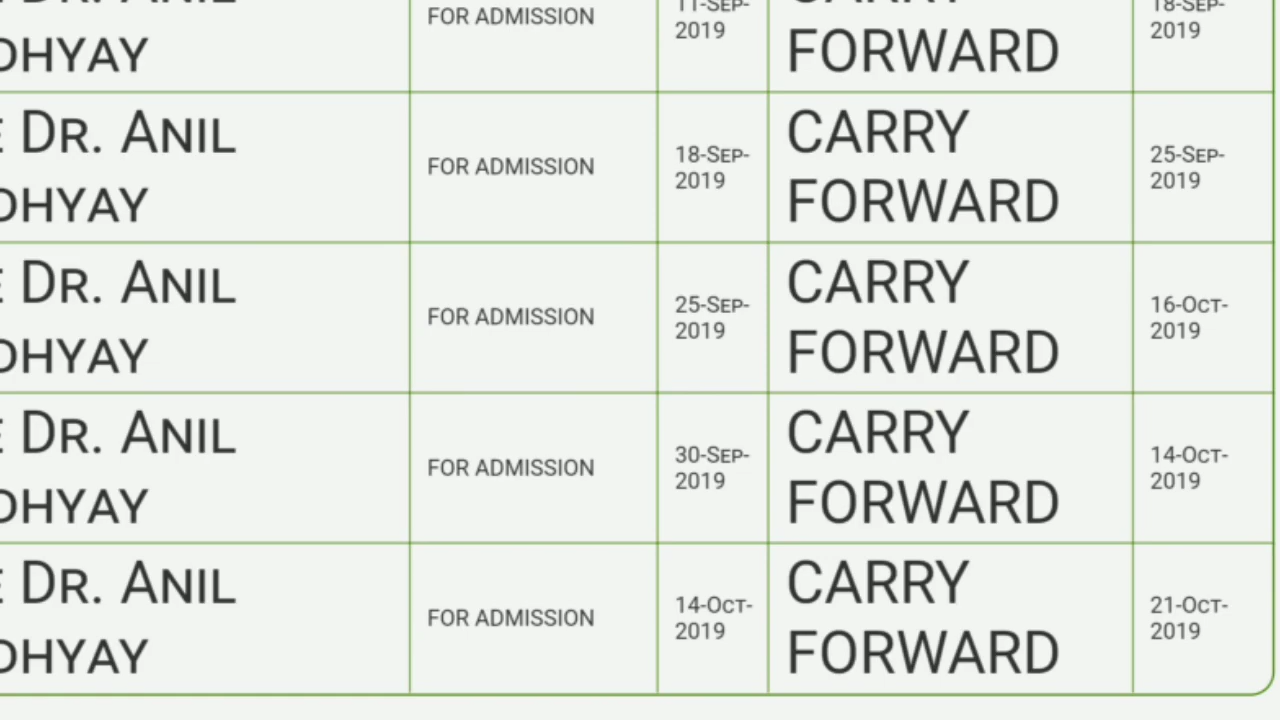 FOR ADMISSION
2019
DHYAY
FORWARD
2019
Dr. Anil
DHYAY
FOR ADMISSION
18-Sep-
2019
CARRY
FORWARD
25-Sep-
2019
Dr. Anil
DHYAY
FOR ADMISSION
25-Sep-
2019
CARRY
FORWARD
16-Oct-
2019
Dr. Anil
DHYAY
FOR ADMISSION
30-Sep-
2019
CARRY
FORWARD
14-Oct-
2019
Dr. Anil
DHYAY
FOR ADMISSION
14-Oct-
2019
CARRY
FORWARD
21-Oct-
2019